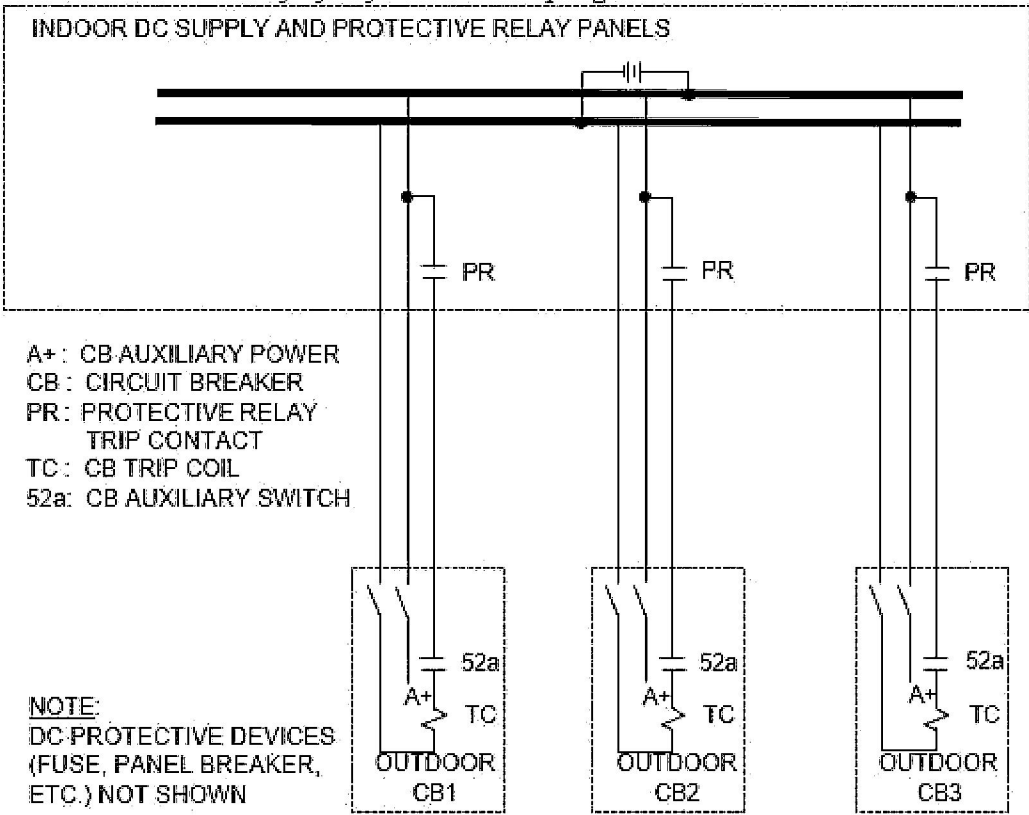 INDOOR DC SUPPLY AND PROTECTIVE RELAY PANELS
PR
PR
PR
A+ : CB AUXILIARY POWER
CB : CIRCUIT BREAKER
PR : PROTECTIVE RELAY
TRIP CONTACT
TC : CB TRIP COIL
52a: CB AUXILIARY SWITCH
52a
52a
52a
A+
A+
A+
TC
TC
TC
NOTE:
DC PROTECTIVE DEVICES
(FUSE, PANEL BREAKER,
ETC.) NOT SHOWN
OUTDOOR
CB1
OUTDOOR
CB2
OUTDOOR
CB3